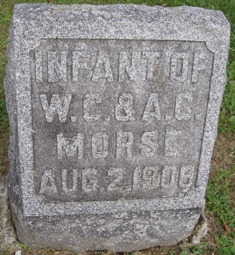 INFANT OF
W.C. & A.C.
MORSE
AUG. 2, 1906